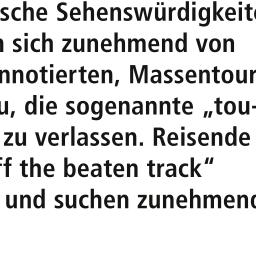 sche Sehenswürdigkeit
sich zunehmend von
nnotierten, Massentour
u, die sogenannte „tou-
zu verlassen. Reisende
ff the beaten track“
und suchen zunehmend